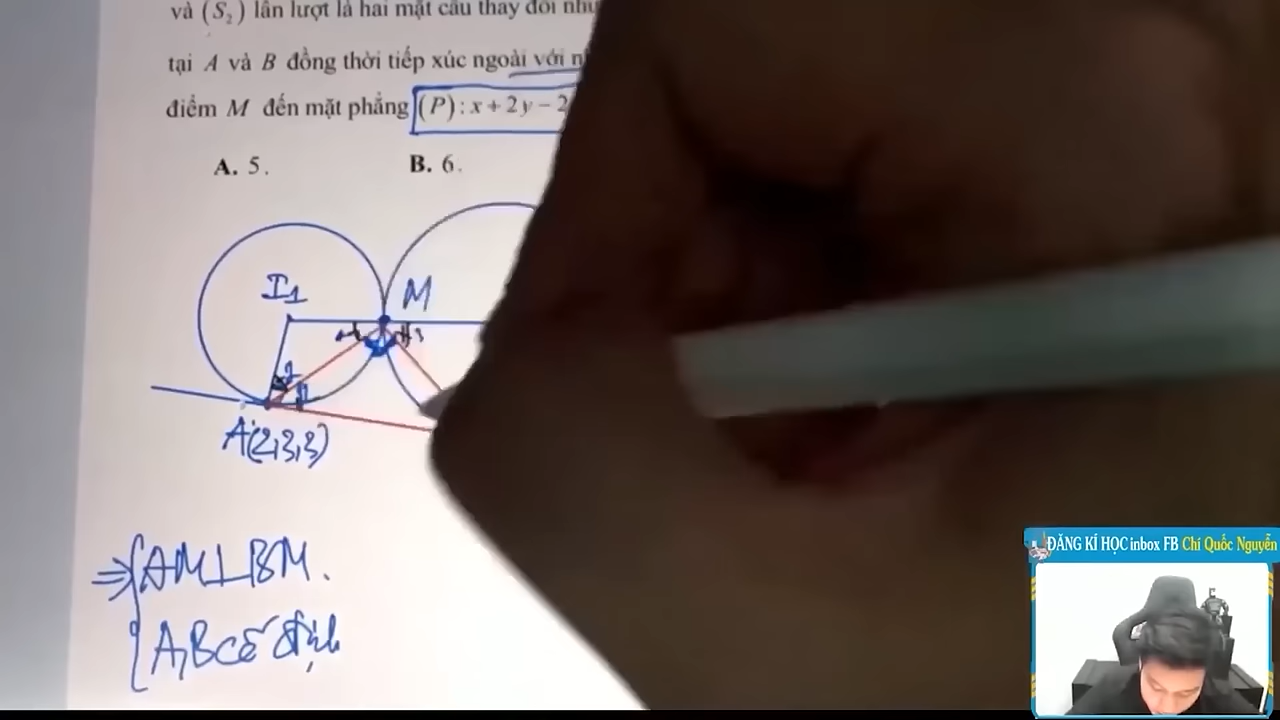 và (S₂) lần lượt là hai mặt cầu thay đổi như
tại A và B đồng thời tiếp xúc ngoài với n
điểm M đến mặt phẳng (P): x + 2y − 2
A. 5.
B. 6.
I₁
M
A(2,3,3)
⇒ { AM⊥BM.
A,B cố định
ĐĂNG KÍ HỌC inbox FB Chí Quốc Nguyễn